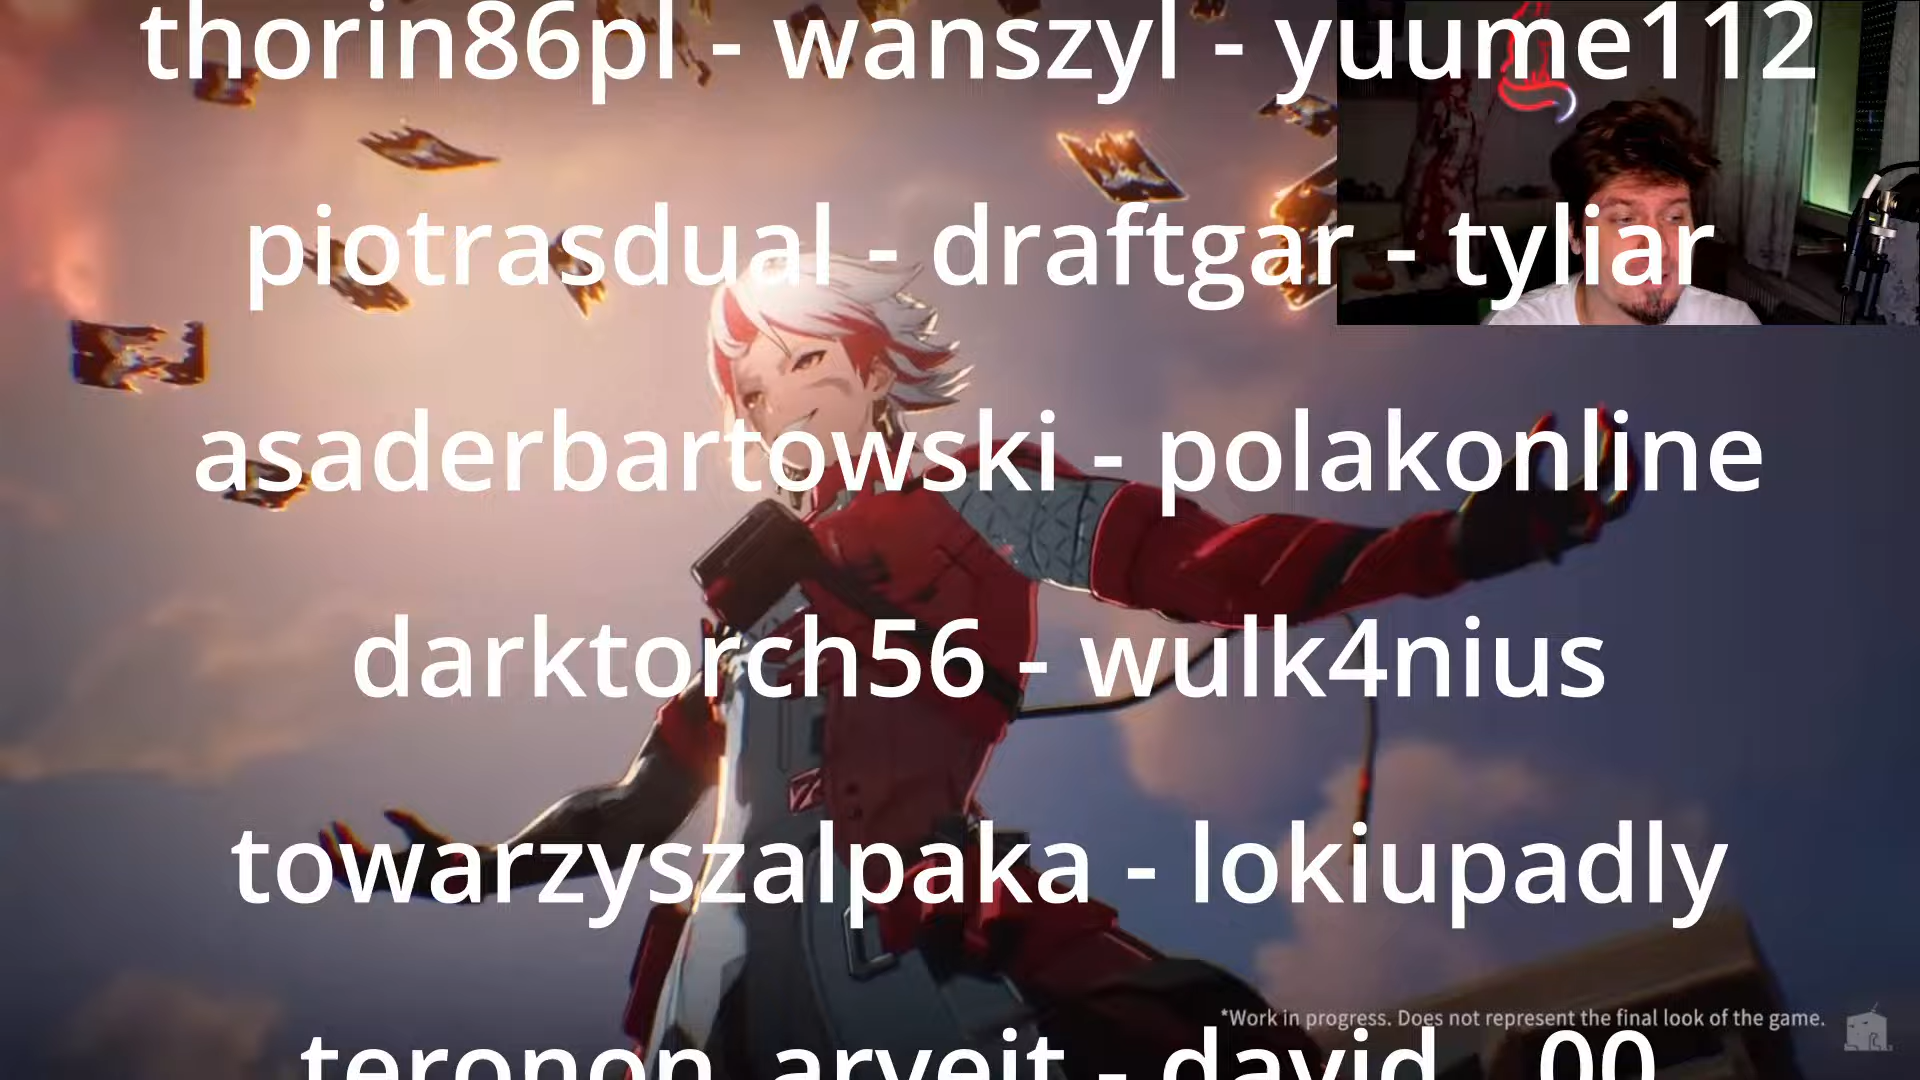 thorin86pl - wanszyl - yuume112
piotrasdual - draftgar - tyliar
asaderbartowski - polakonline
darktorch56 - wulk4nius
towarzyszalpaka - lokiupadly
*Work in progress. Does not represent the final look of the game.